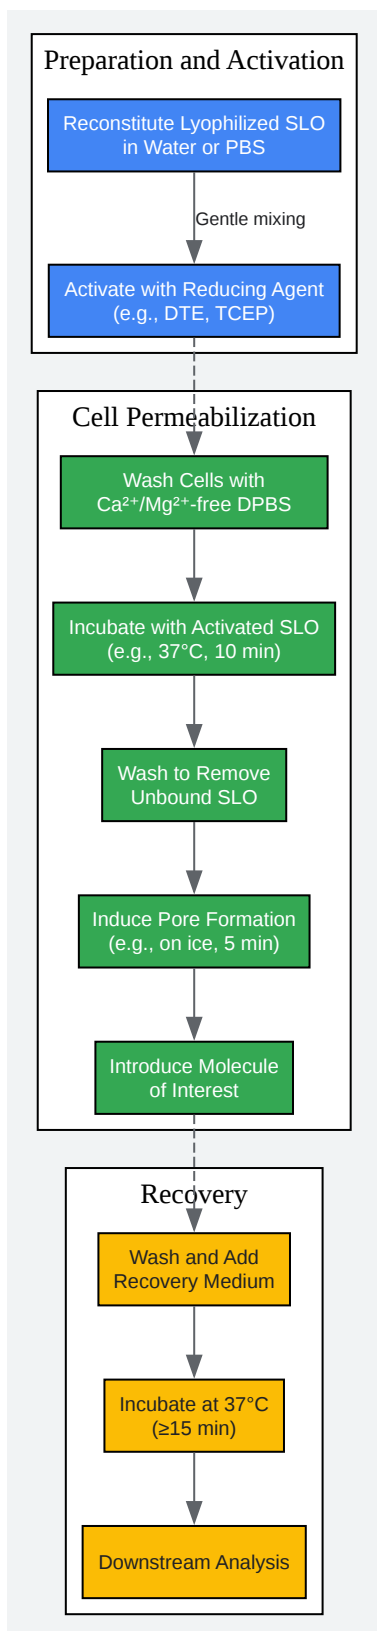 Preparation and Activation
Reconstitute Lyophilized SLO
in Water or PBS
Gentle mixing
Activate with Reducing Agent
(e.g., DTE, TCEP)
Cell Permeabilization
Wash Cells with
Ca²⁺/Mg²⁺-free DPBS
Incubate with Activated SLO
(e.g., 37°C, 10 min)
Wash to Remove
Unbound SLO
Induce Pore Formation
(e.g., on ice, 5 min)
Introduce Molecule
of Interest
Recovery
Wash and Add
Recovery Medium
Incubate at 37°C
(≥15 min)
Downstream Analysis